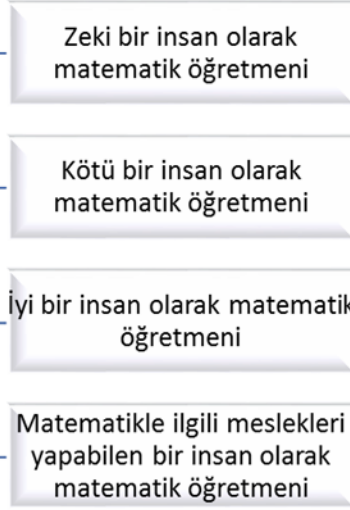 Zeki bir insan olarak
matematik öğretmeni
Kötü bir insan olarak
matematik öğretmeni
İyi bir insan olarak matematik
öğretmeni
Matematikle ilgili meslekleri
yapabilen bir insan olarak
matematik öğretmeni